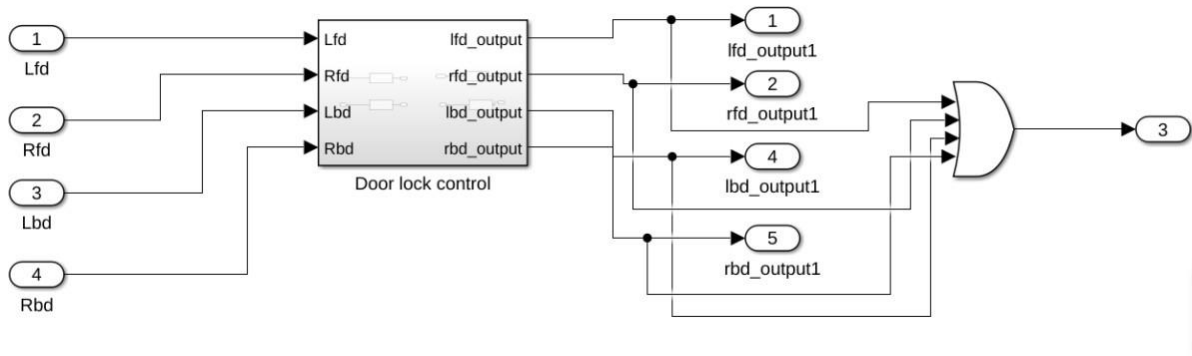 1
Lfd
2
Rfd
3
Lbd
4
Rbd
Lfd lfd_output
Rfd rfd_output
Lbd lbd_output
Rbd rbd_output
Door lock control
1
lfd_output1
2
rfd_output1
4
lbd_output1
5
rbd_output1
3